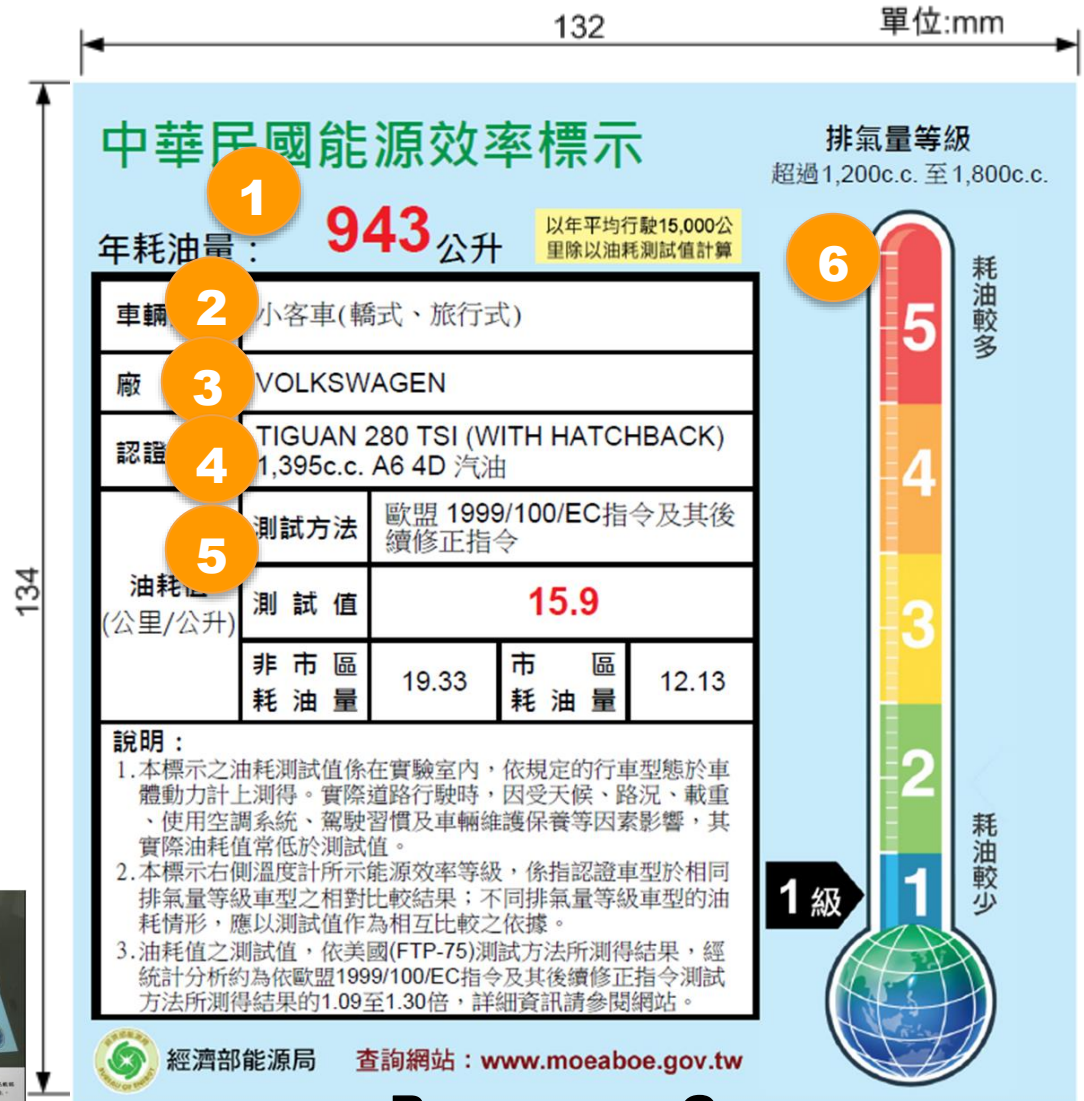 132
單位:mm
134
中華民國能源效率標示
排氣量等級
超過1,200c.c. 至1,800c.c.
1
年耗油量： 943公升
以年平均行駛15,000公
里除以油耗測試值計算
6
耗油較多
2
車輛
小客車(轎式、旅行式)
3
廠
VOLKSWAGEN
4
認證
TIGUAN 280 TSI (WITH HATCHBACK)
1,395c.c. A6 4D 汽油
5
油耗值
(公里/公升)
測試方法
歐盟 1999/100/EC指令及其後
續修正指令
測試值
15.9
非市區
耗油量
19.33
市區
耗油量
12.13
說明：
1.本標示之油耗測試值係在實驗室內，依規定的行車型態於車
體動力計上測得。實際道路行駛時，因受天候、路況、載重
、使用空調系統、駕駛習慣及車輛維護保養等因素影響，其
實際油耗值常低於測試值。
2.本標示右側溫度計所示能源效率等級，係指認證車型於相同
排氣量等級車型之相對比較結果；不同排氣量等級車型的油
耗情形，應以測試值作為相互比較之依據。
3.油耗值之測試值，依美國(FTP-75)測試方法所測得結果，經
統計分析約為依歐盟1999/100/EC指令及其後續修正指令測試
方法所測得結果的1.09至1.30倍，詳細資訊請參閱網站。
5
4
3
2
1
1級
耗油較少
經濟部能源局
查詢網站：www.moeaboe.gov.tw